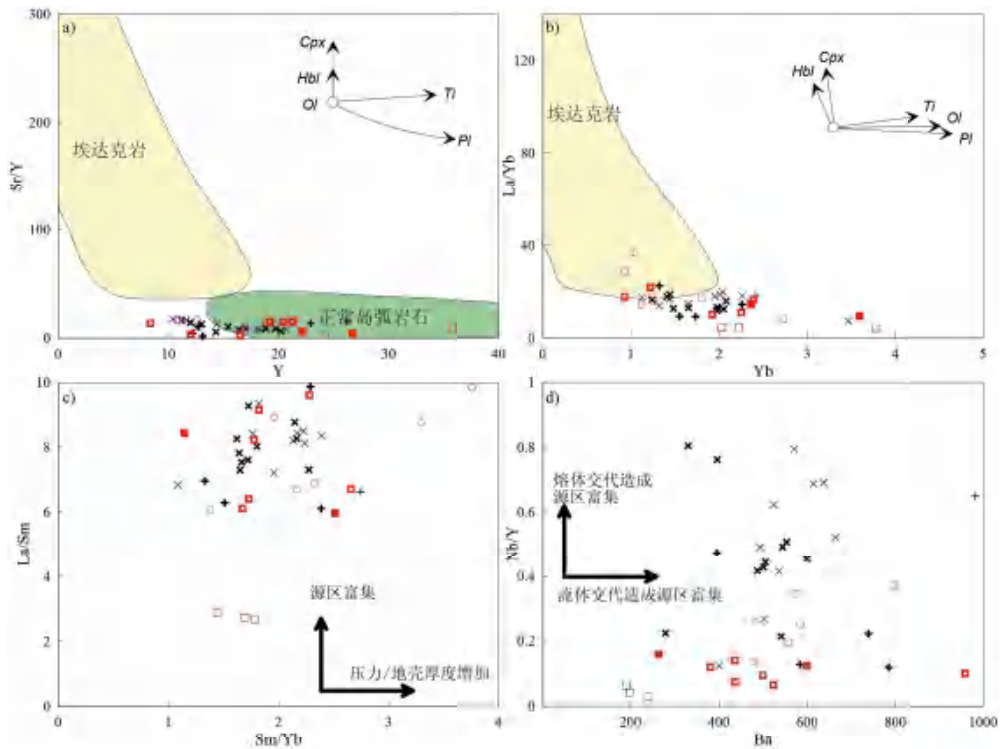 a)
300
200
100
0
Sr/Y
0
10
20
30
40
Y
埃达克岩
正常岛弧岩石
Cpx
Hbl
Ol
Ti
Pl
b)
120
80
40
0
La/Yb
0
1
2
3
4
5
Yb
埃达克岩
Cpx
Hbl
Ti
Ol
Pl
c)
10
8
6
4
2
0
La/Sm
0
1
2
3
4
Sm/Yb
源区富集
压力/地壳厚度增加
d)
1
0.8
0.6
0.4
0.2
0
Nb/Y
200
400
600
800
1000
Ba
熔体交代造成
源区富集
流体交代造成源区富集